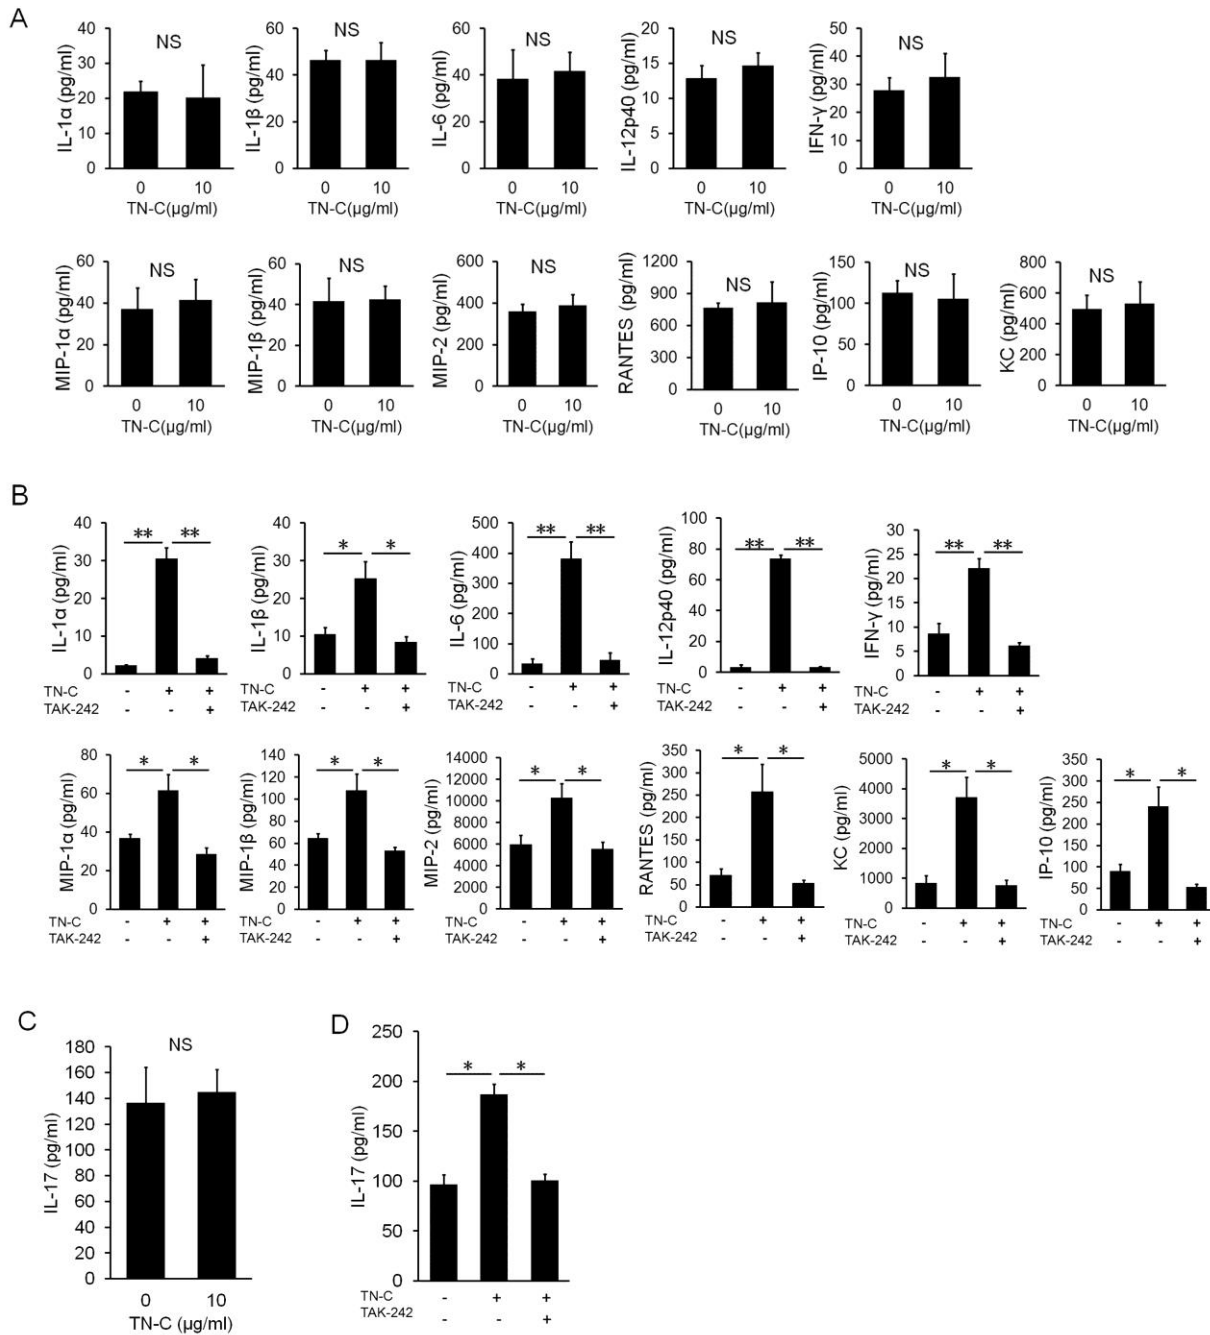 A
IL-1α (pg/ml)
40
30
20
10
0
NS
0 10
TN-C(µg/ml)
IL-1β (pg/ml)
60
40
20
0
NS
0 10
TN-C(µg/ml)
IL-6 (pg/ml)
60
40
20
0
NS
0 10
TN-C(µg/ml)
IL-12p40 (pg/ml)
20
15
10
5
0
NS
0 10
TN-C(µg/ml)
IFN-γ (pg/ml)
50
40
30
20
10
0
NS
0 10
TN-C(µg/ml)
MIP-1α (pg/ml)
60
40
20
0
NS
0 10
TN-C(µg/ml)
MIP-1β (pg/ml)
60
40
20
0
NS
0 10
TN-C(µg/ml)
MIP-2 (pg/ml)
600
400
200
0
NS
0 10
TN-C(µg/ml)
RANTES (pg/ml)
1200
900
600
300
0
NS
0 10
TN-C(µg/ml)
IP-10 (pg/ml)
150
100
50
0
NS
0 10
TN-C(µg/ml)
KC (pg/ml)
800
600
400
200
0
NS
0 10
TN-C(µg/ml)
B
IL-1α (pg/ml)
40
30
20
10
0
** **
TN-C - + +
TAK-242 - - +
IL-1β (pg/ml)
40
30
20
10
0
* *
TN-C - + +
TAK-242 - - +
IL-6 (pg/ml)
500
400
300
200
100
0
** **
TN-C - + +
TAK-242 - - +
IL-12p40 (pg/ml)
100
80
60
40
20
0
** **
TN-C - + +
TAK-242 - - +
IFN-γ (pg/ml)
30
25
20
15
10
5
0
** **
TN-C - + +
TAK-242 - - +
MIP-1α (pg/ml)
80
60
40
20
0
* *
TN-C - + +
TAK-242 - - +
MIP-1β (pg/ml)
140
120
100
80
60
40
20
0
* *
TN-C - + +
TAK-242 - - +
MIP-2 (pg/ml)
14000
12000
10000
8000
6000
4000
2000
0
* *
TN-C - + +
TAK-242 - - +
RANTES (pg/ml)
350
300
250
200
150
100
50
0
* *
TN-C - + +
TAK-242 - - +
KC (pg/ml)
5000
4000
3000
2000
1000
0
* *
TN-C - + +
TAK-242 - - +
IP-10 (pg/ml)
350
300
250
200
150
100
50
0
* *
TN-C - + +
TAK-242 - - +
C
IL-17 (pg/ml)
180
160
140
120
100
80
60
40
20
0
NS
0 10
TN-C (µg/ml)
D
IL-17 (pg/ml)
250
200
150
100
50
0
* *
TN-C - + +
TAK-242 - - +